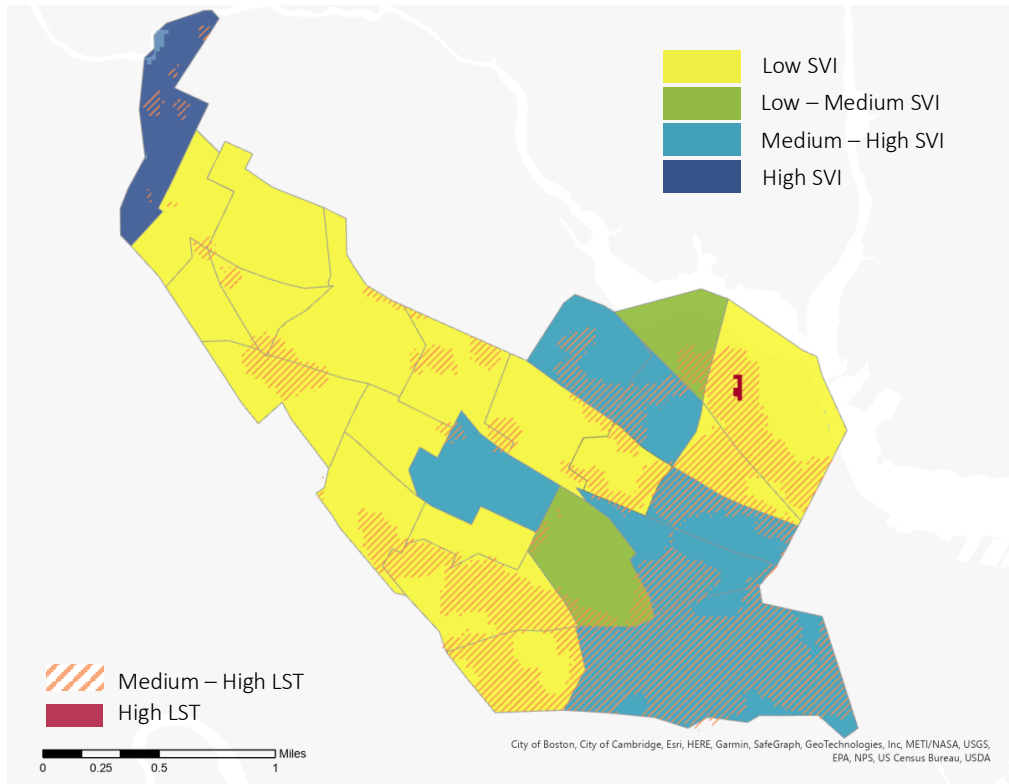 Low SVI
Low – Medium SVI
Medium – High SVI
High SVI
Medium – High LST
High LST
Miles
0 0.25 0.5 1
City of Boston, City of Cambridge, Esri, HERE, Garmin, SafeGraph, GeoTechnologies, Inc, METI/NASA, USGS,
EPA, NPS, US Census Bureau, USDA